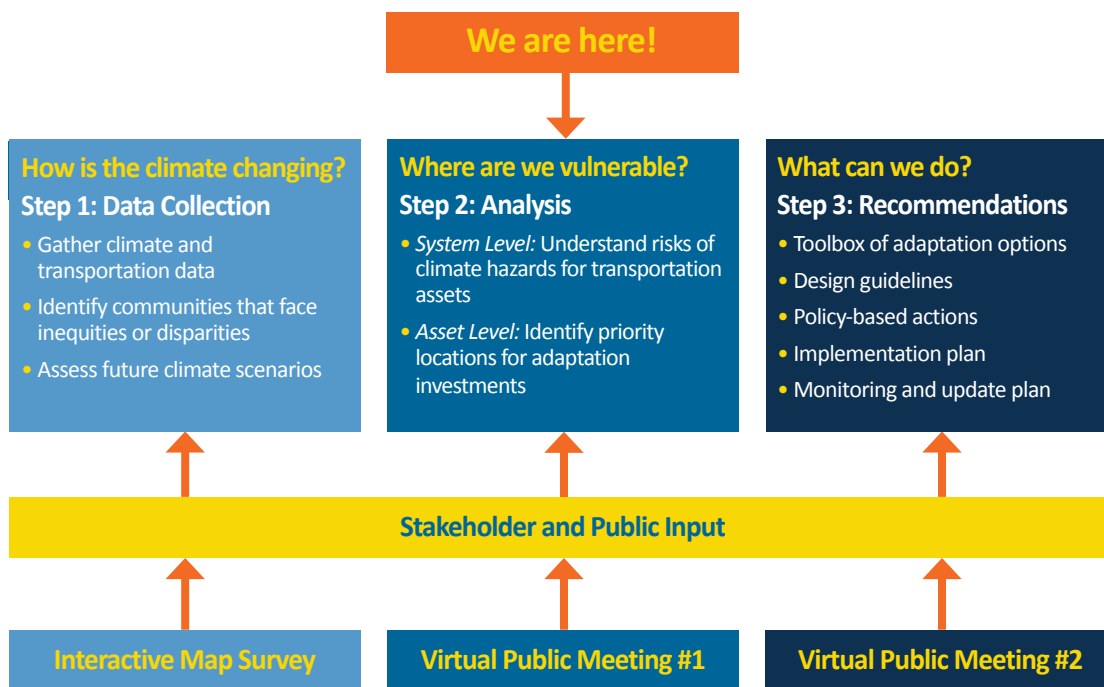 We are here!
How is the climate changing?
Step 1: Data Collection
• Gather climate and
transportation data
• Identify communities that face
inequities or disparities
• Assess future climate scenarios
Where are we vulnerable?
Step 2: Analysis
• System Level: Understand risks of
climate hazards for transportation
assets
• Asset Level: Identify priority
locations for adaptation
investments
What can we do?
Step 3: Recommendations
• Toolbox of adaptation options
• Design guidelines
• Policy-based actions
• Implementation plan
• Monitoring and update plan
Stakeholder and Public Input
Interactive Map Survey
Virtual Public Meeting #1
Virtual Public Meeting #2